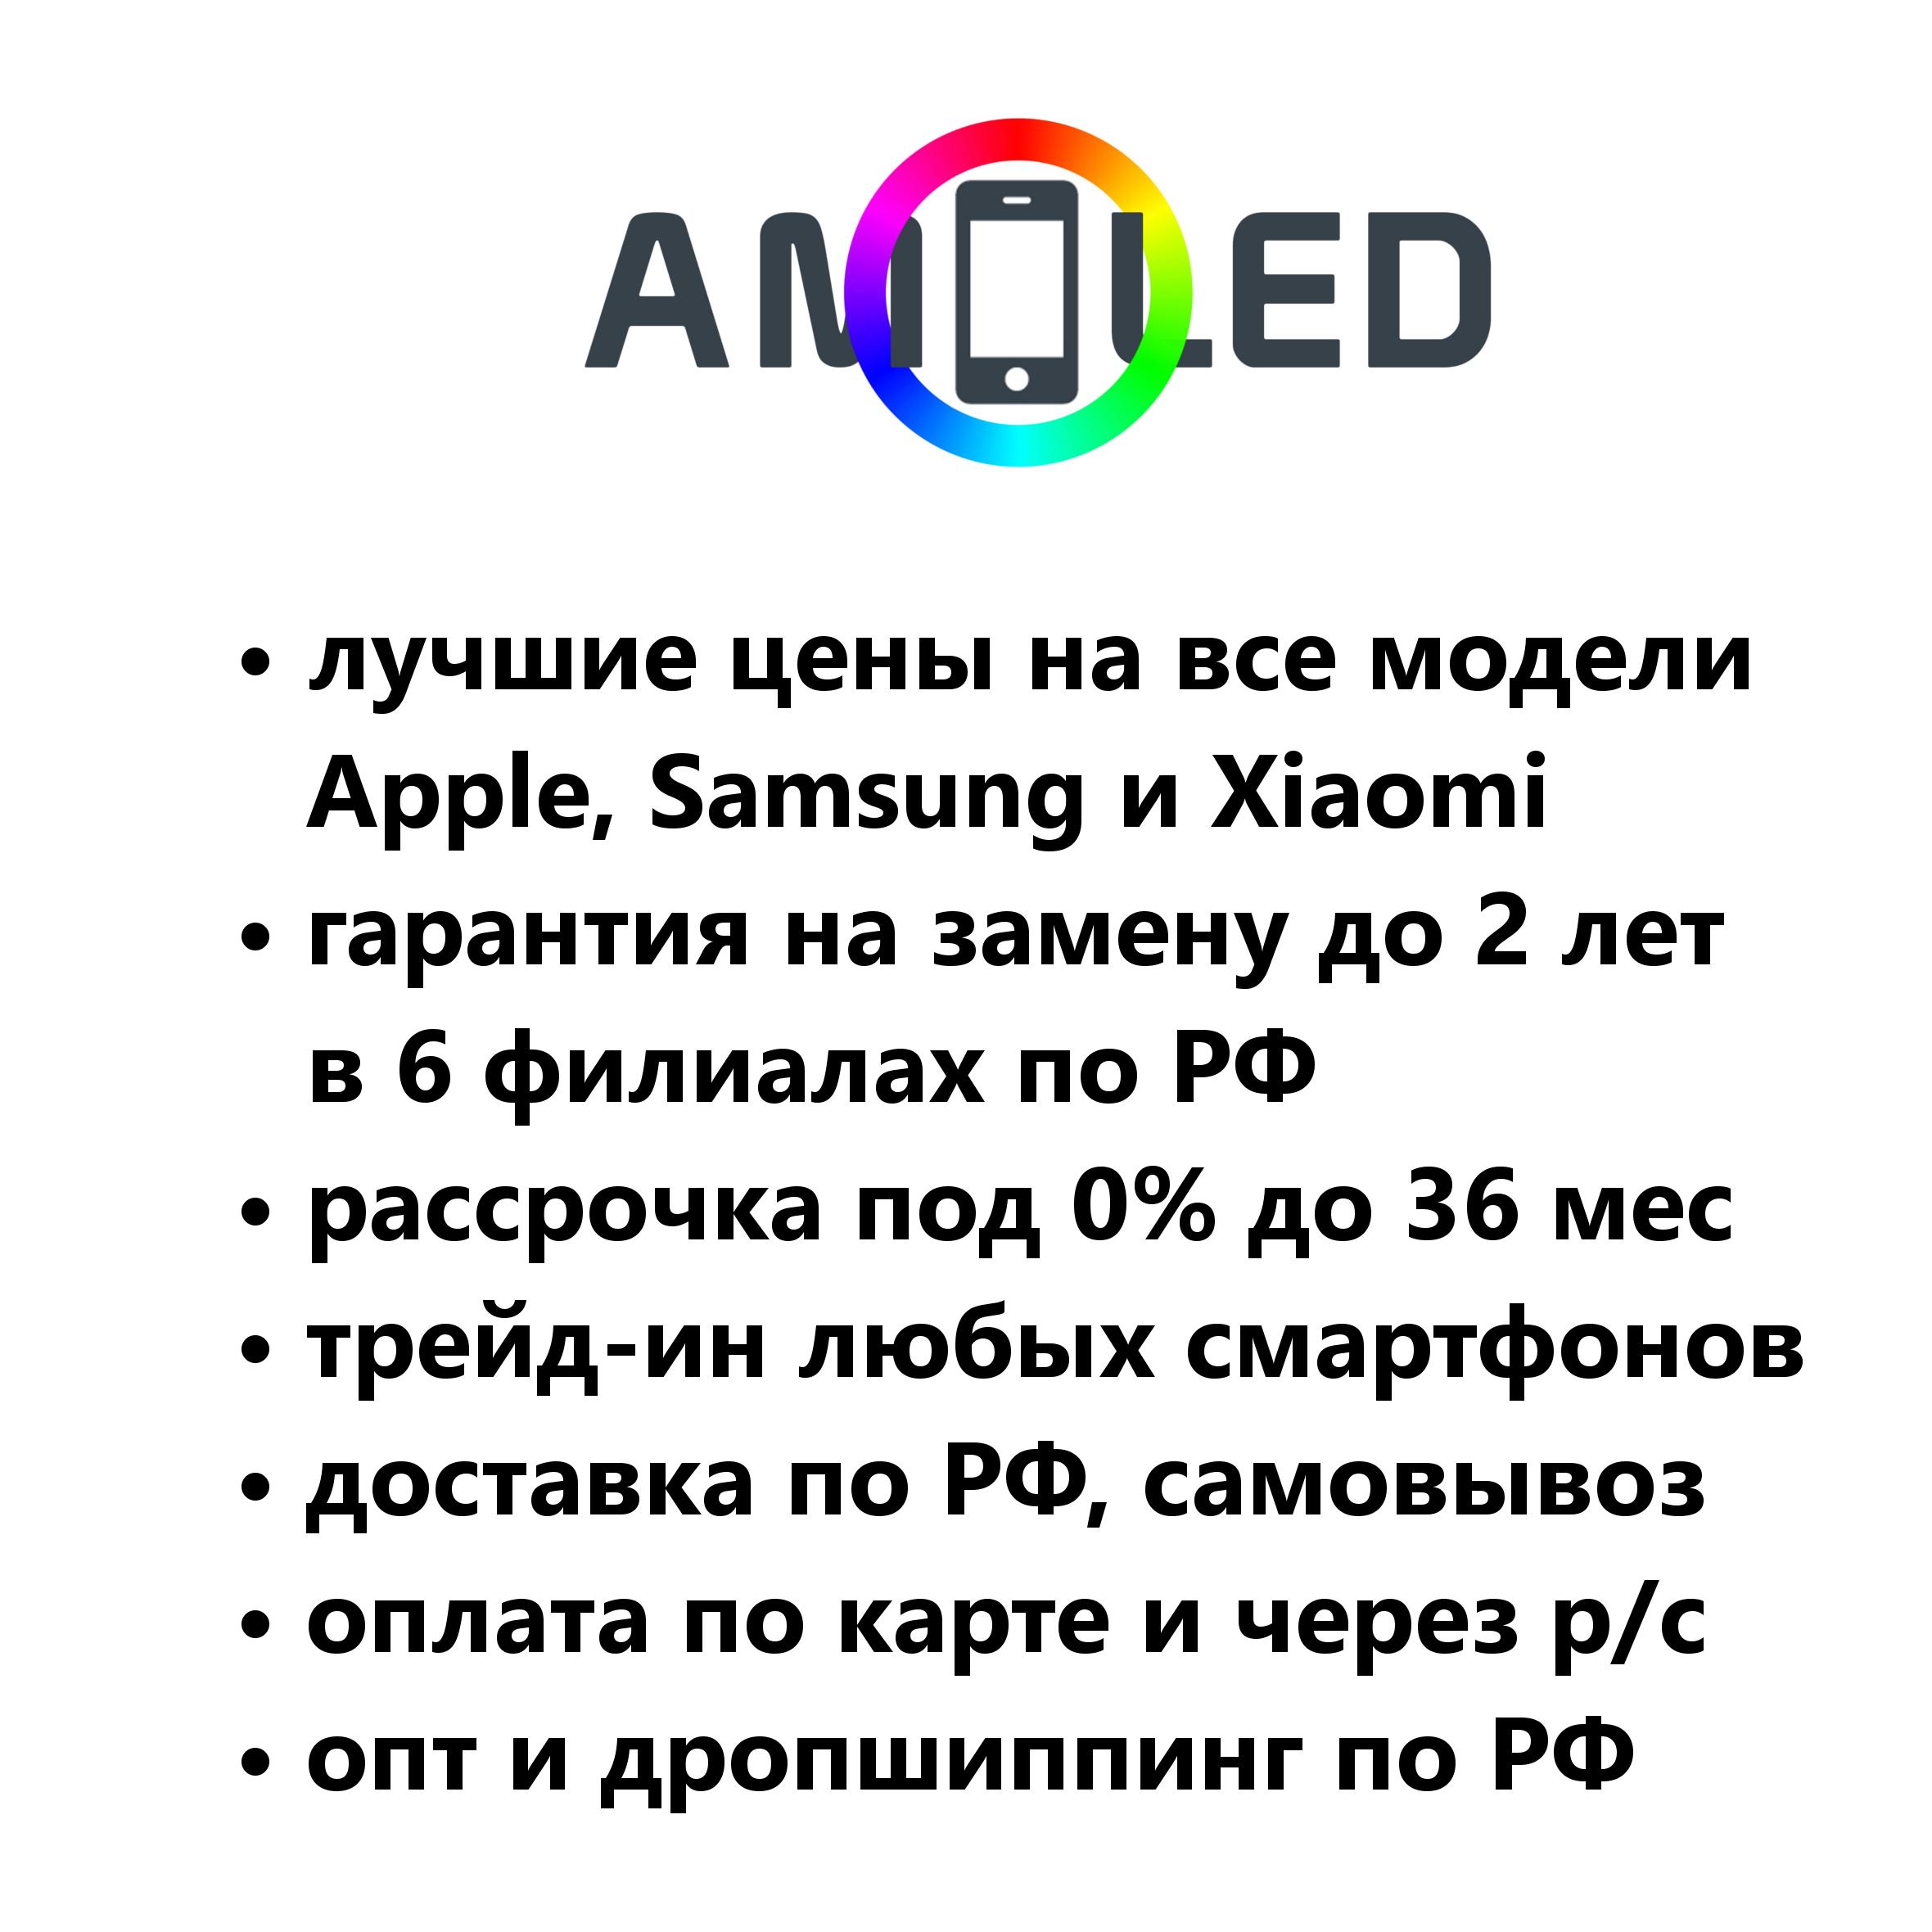 AMOLED
• лучшие цены на все модели
Apple, Samsung и Xiaomi
• гарантия на замену до 2 лет
в 6 филиалах по РФ
• рассрочка под 0% до 36 мес
• трейд-ин любых смартфонов
• доставка по РФ, самовывоз
• оплата по карте и через р/с
• опт и дропшиппинг по РФ